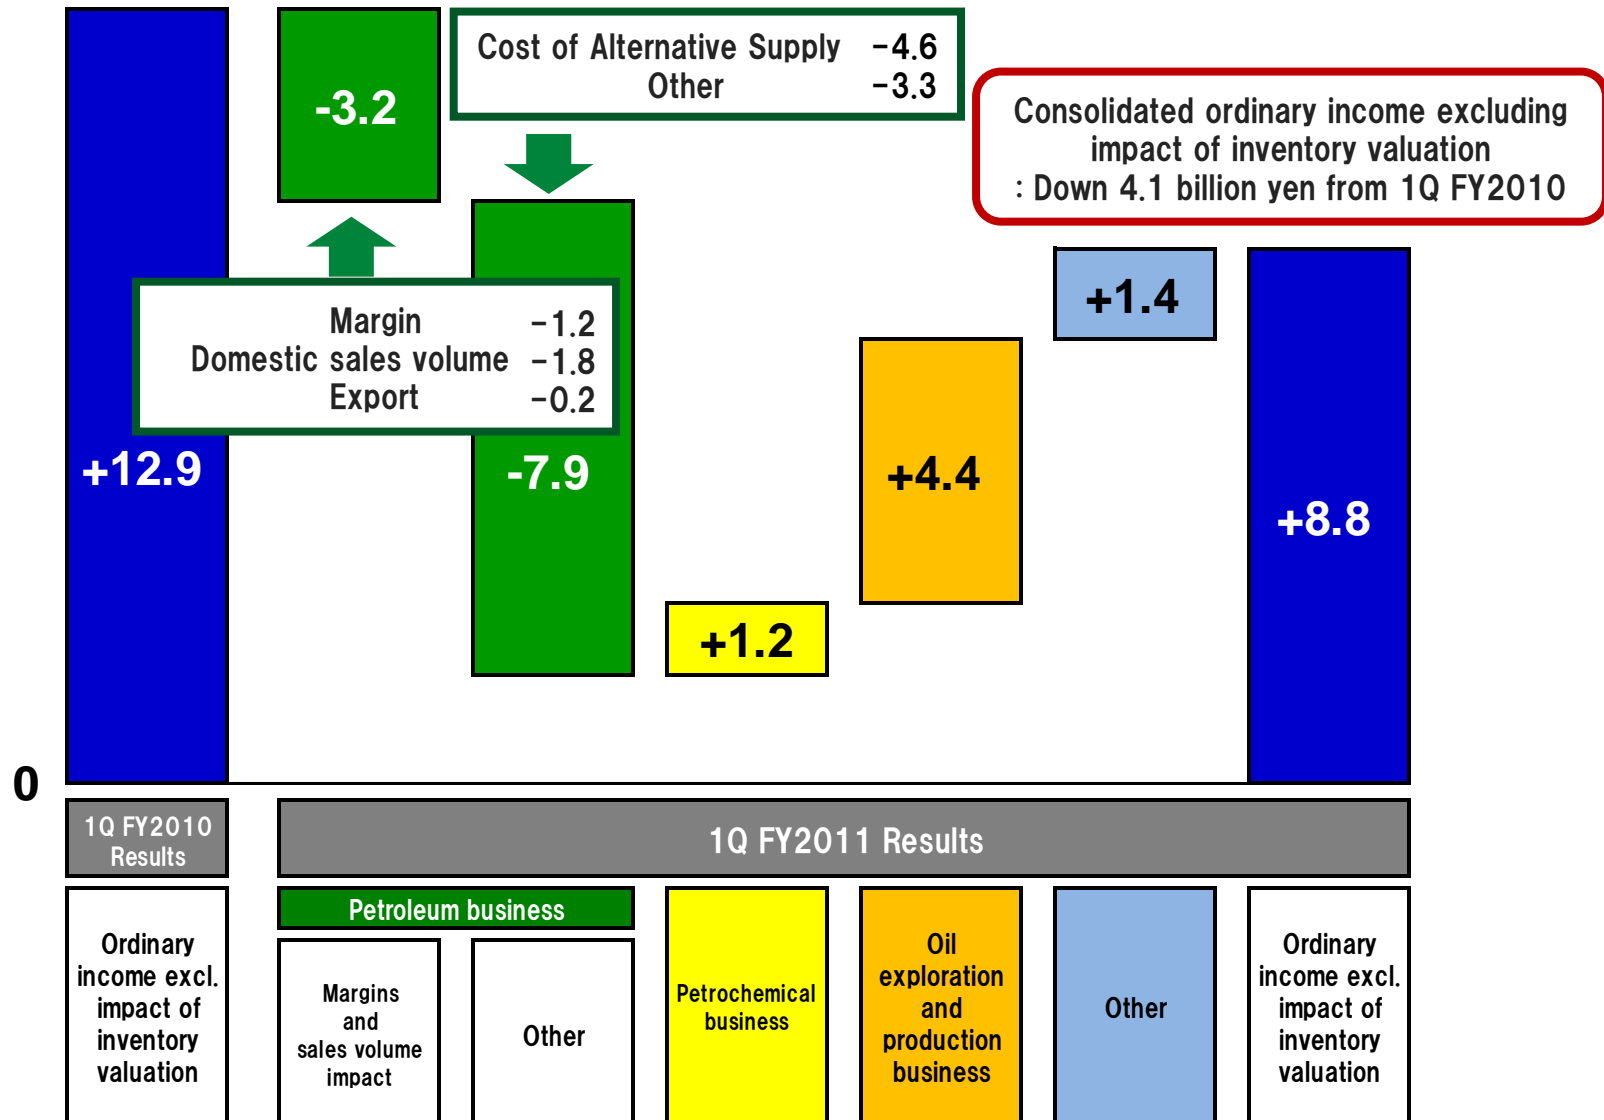 Cost of Alternative Supply -4.6
Other -3.3
-3.2
Consolidated ordinary income excluding
impact of inventory valuation
: Down 4.1 billion yen from 1Q FY2010
Margin -1.2
Domestic sales volume -1.8
Export -0.2
+12.9
-7.9
+1.2
+4.4
+1.4
+8.8
0
1Q FY2010
Results
1Q FY2011 Results
Ordinary
income excl.
impact of
inventory
valuation
Petroleum business
Margins
and
sales volume
impact
Other
Petrochemical
business
Oil
exploration
and
production
business
Other
Ordinary
income excl.
impact of
inventory
valuation